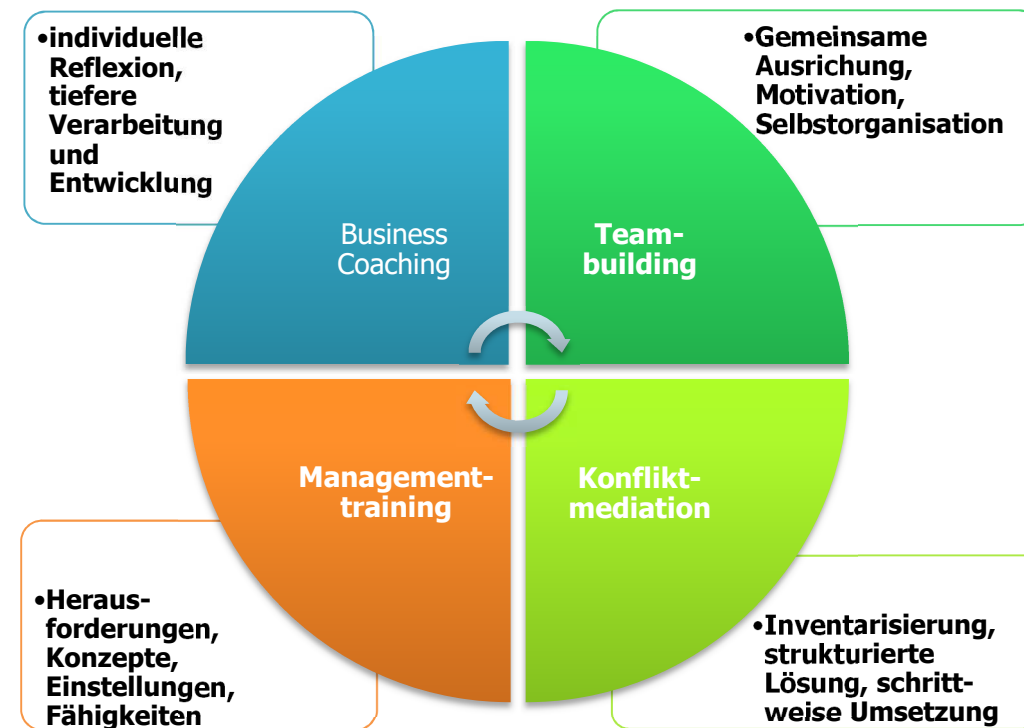 •individuelle
Reflexion,
tiefere
Verarbeitung
und
Entwicklung
•Gemeinsame
Ausrichung,
Motivation,
Selbstorganisation
Business
Coaching
Team-
building
Management-
training
Konflikt-
mediation
•Heraus-
forderungen,
Konzepte,
Einstellungen,
Fähigkeiten
•Inventarisierung,
strukturierte
Lösung, schritt-
weise Umsetzung